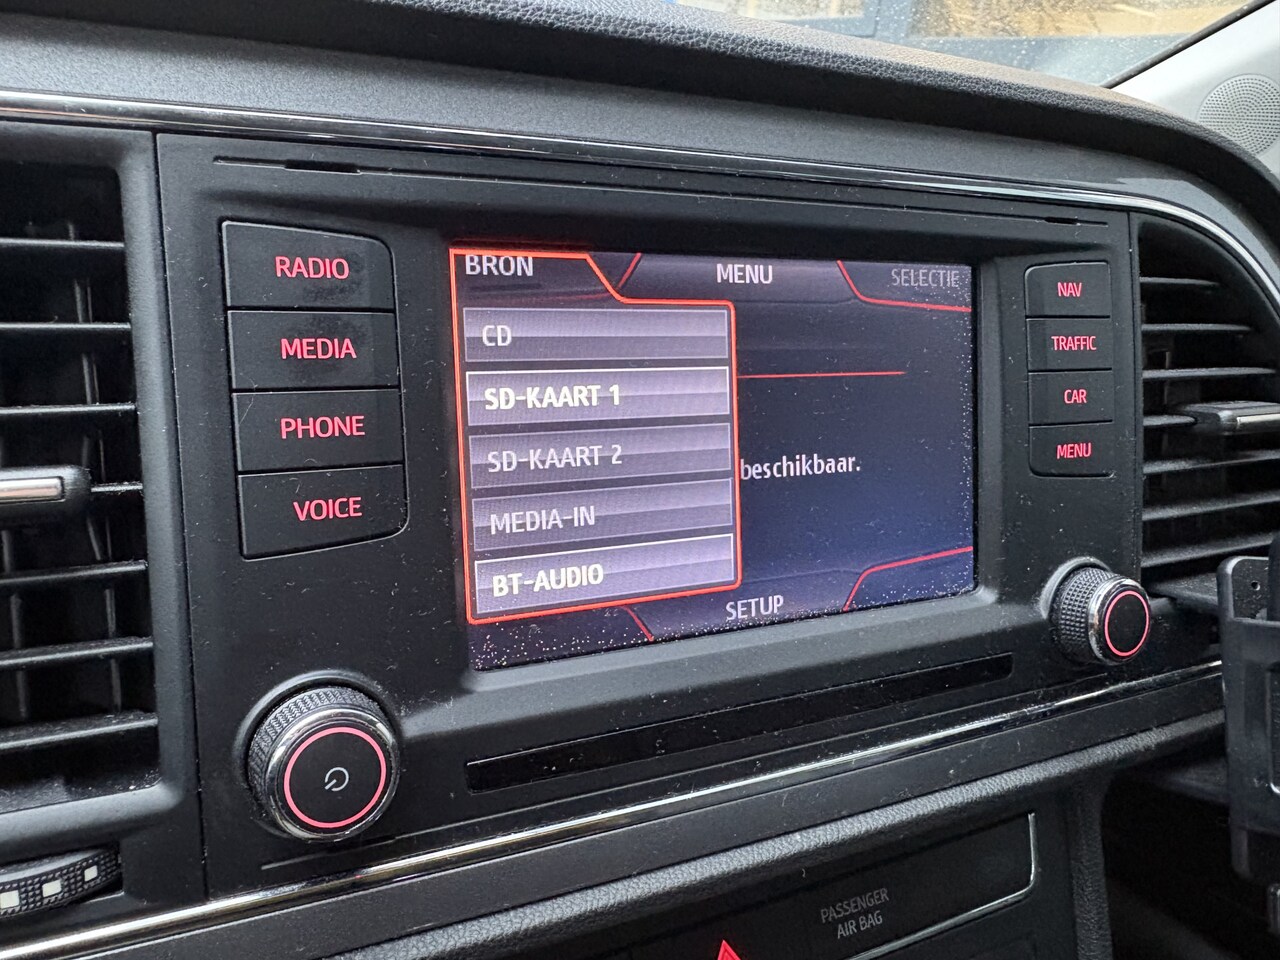 RADIO
MEDIA
PHONE
VOICE
BRON
MENU
SELECTIE
CD
SD-KAART 1
SD-KAART 2
MEDIA-IN
BT-AUDIO
beschikbaar.
SETUP
NAV
TRAFFIC
CAR
MENU
PASSENGER
AIR BAG